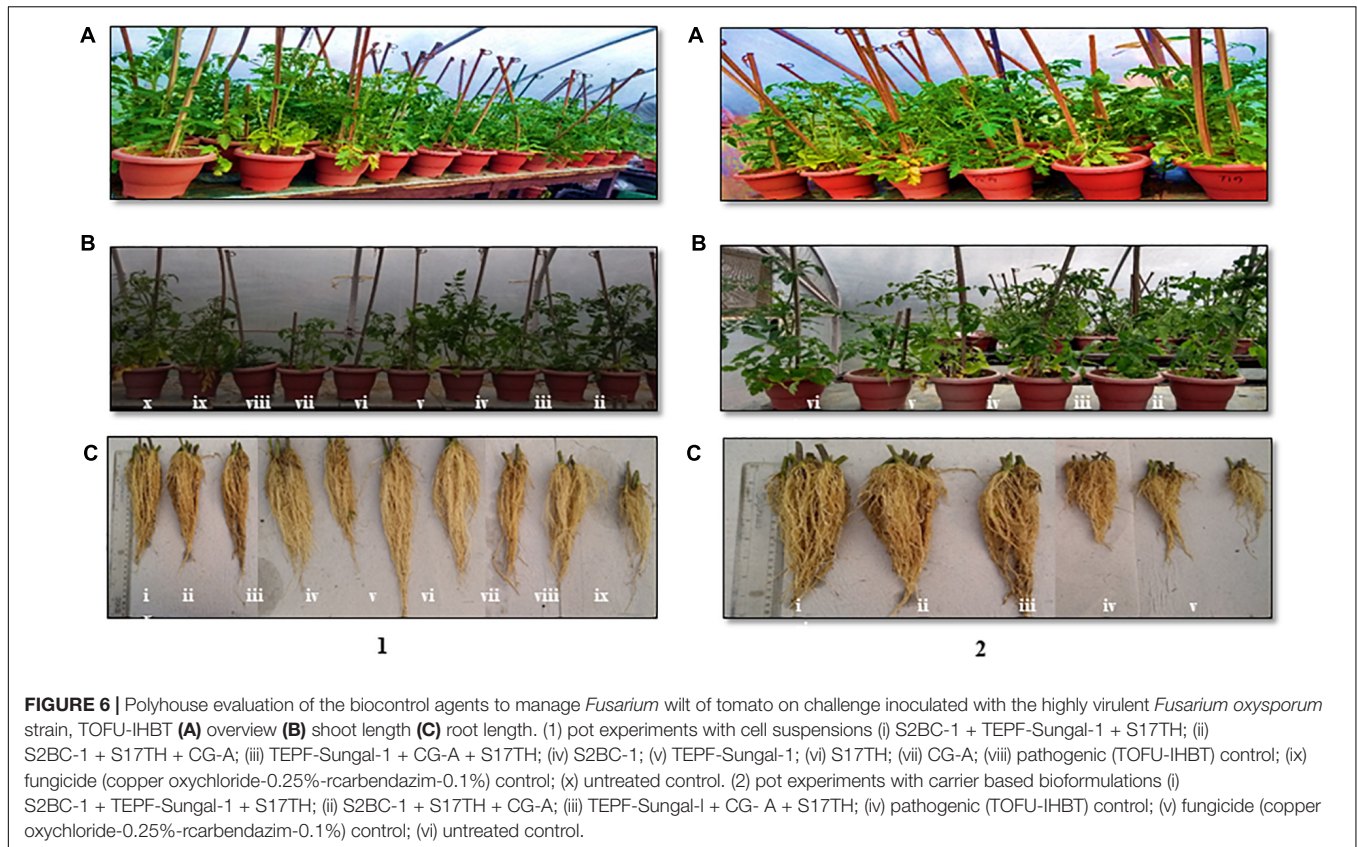 A
A
B
B
x ix viii vii vi v iv iii ii
vi v iv iii ii
C
C
i ii iii iv v vi vii viii ix
i ii iii iv v
1
2
FIGURE 6 | Polyhouse evaluation of the biocontrol agents to manage Fusarium wilt of tomato on challenge inoculated with the highly virulent Fusarium oxysporum
strain, TOFU-IHBT (A) overview (B) shoot length (C) root length. (1) pot experiments with cell suspensions (i) S2BC-1 + TEPF-Sungal-1 + S17TH; (ii)
S2BC-1 + S17TH + CG-A; (iii) TEPF-Sungal-1 + CG-A + S17TH; (iv) S2BC-1; (v) TEPF-Sungal-1; (vi) S17TH; (vii) CG-A; (viii) pathogenic (TOFU-IHBT) control; (ix)
fungicide (copper oxychloride-0.25%-rcarbendazim-0.1%) control; (x) untreated control. (2) pot experiments with carrier based bioformulations (i)
S2BC-1 + TEPF-Sungal-1 + S17TH; (ii) S2BC-1 + S17TH + CG-A; (iii) TEPF-Sungal-I + CG- A + S17TH; (iv) pathogenic (TOFU-IHBT) control; (v) fungicide (copper
oxychloride-0.25%-rcarbendazim-0.1%) control; (vi) untreated control.